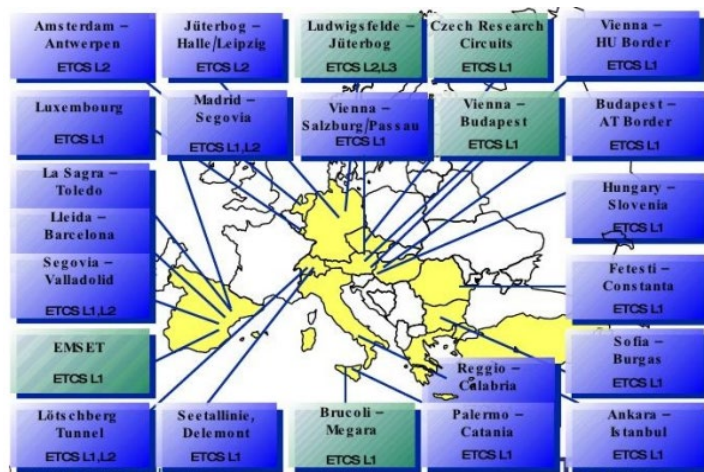 Amsterdam –
Antwerpen
ETCS L2
Jüterbog –
Halle/Leipzig
ETCS L2
Ludwigsfelde –
Jüterbog
ETCS L2,L3
Czech Research
Circuits
ETCS L1
Vienna –
HU Border
ETCS L1
Luxembourg
ETCS L1
Madrid –
Segovia
ETCS L1,L2
Vienna –
Salzburg/Passau
ETCS L1
Vienna –
Budapest
ETCS L1
Budapest –
AT Border
ETCS L1
La Sagra –
Toledo
Lleida –
Barcelona
Segovia –
Valladolid
ETCS L1,L2
Hungary –
Slovenia
ETCS L1
Fetesti –
Constanta
ETCS L1
EMSET
ETCS L1
Sofia –
Burgas
ETCS L1
Reggio –
Calabria
Lötschberg
Tunnel
ETCS L1,L2
Seetallinie,
Delemont
ETCS L1
Brucoli –
Megara
ETCS L1
Palermo –
Catania
ETCS L1
Ankara –
Istanbul
ETCS L1